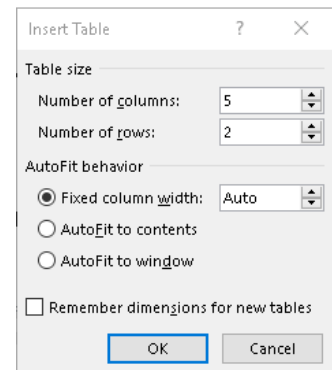 Insert Table ? ×
Table size
Number of columns: 5
Number of rows: 2
AutoFit behavior
Fixed column width: Auto
AutoFit to contents
AutoFit to window
Remember dimensions for new tables
OK Cancel